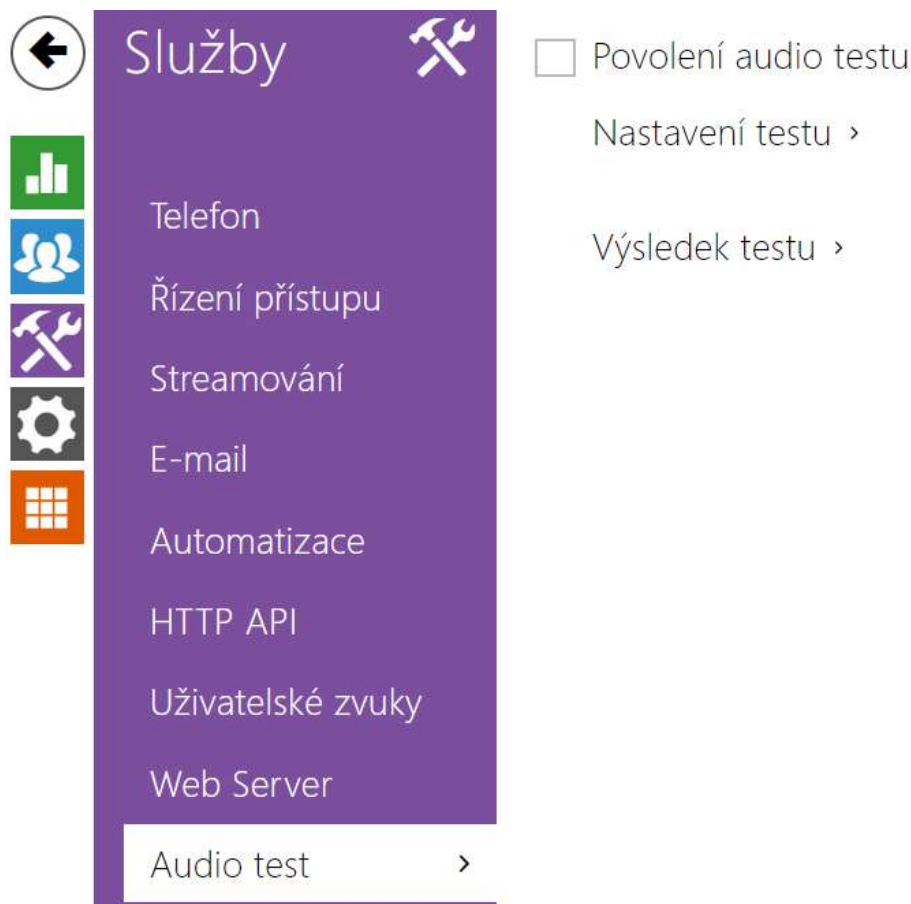 Služby
Telefon
Řízení přístupu
Streamování
E-mail
Automatizace
HTTP API
Uživatelské zvuky
Web Server
Audio test
Povolení audio testu
Nastavení testu
Výsledek testu